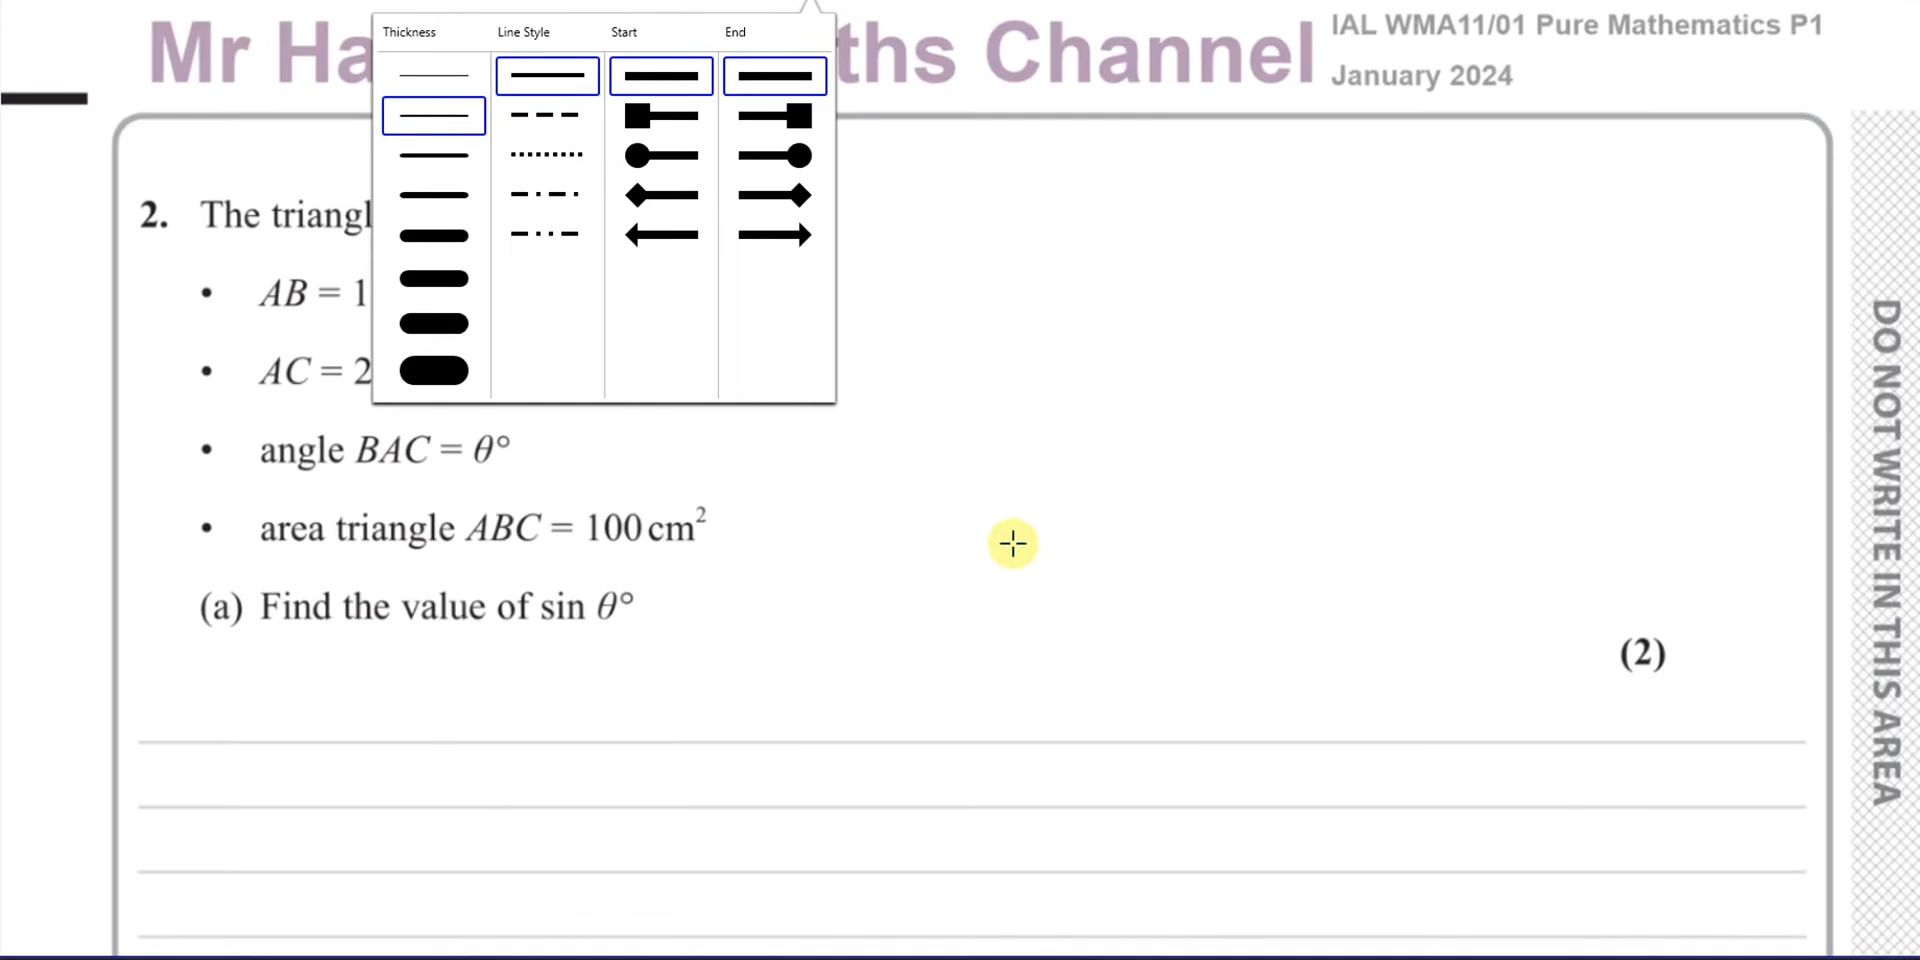 Mr Ha ths Channel
IAL WMA11/01 Pure Mathematics P1
January 2024
Thickness Line Style Start End
2. The triangl
• AB = 1
• AC = 2
• angle BAC = θ°
• area triangle ABC = 100 cm²
(a) Find the value of sin θ°
(2)
DO NOT WRITE IN THIS AREA